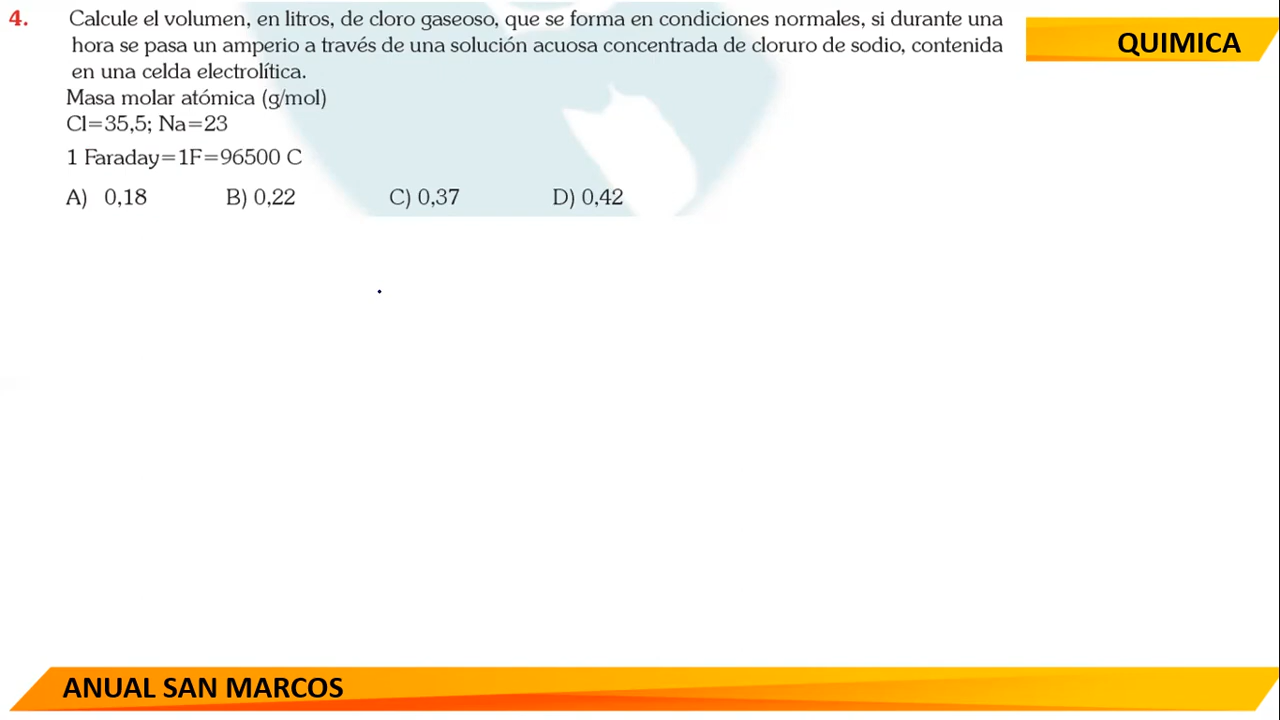 4. Calcule el volumen, en litros, de cloro gaseoso, que se forma en condiciones normales, si durante una
hora se pasa un amperio a través de una solución acuosa concentrada de cloruro de sodio, contenida
en una celda electrolítica.
Masa molar atómica (g/mol)
Cl=35,5; Na=23
1 Faraday=1F=96500 C
A) 0,18 B) 0,22 C) 0,37 D) 0,42
QUIMICA
ANUAL SAN MARCOS